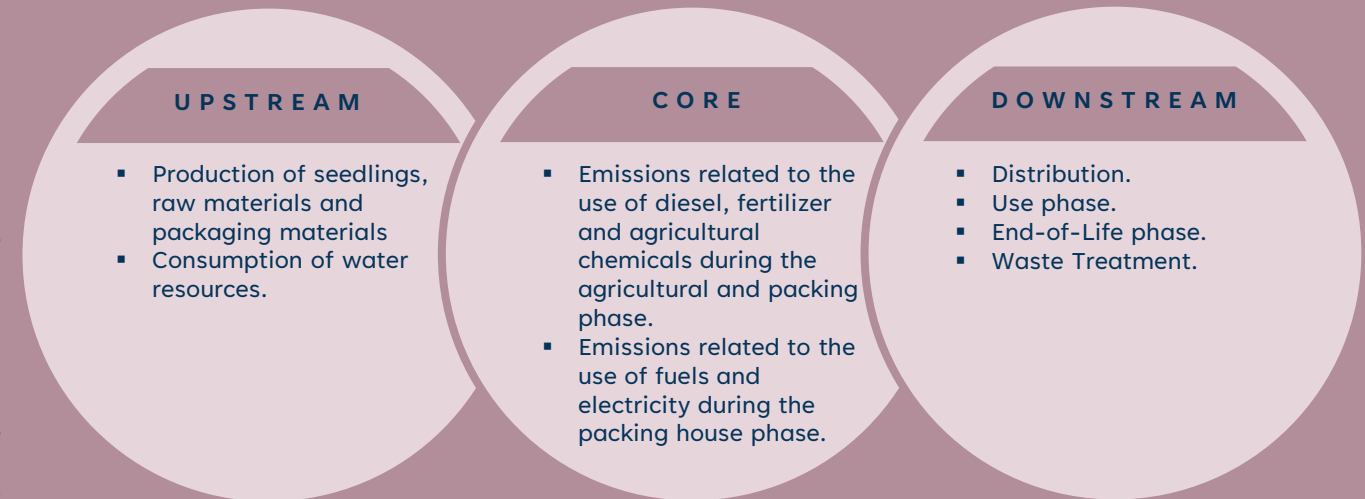 UPSTREAM
▪ Production of seedlings,
raw materials and
packaging materials
▪ Consumption of water
resources.
CORE
▪ Emissions related to the
use of diesel, fertilizer
and agricultural
chemicals during the
agricultural and packing
phase.
▪ Emissions related to the
use of fuels and
electricity during the
packing house phase.
DOWNSTREAM
▪ Distribution.
▪ Use phase.
▪ End-of-Life phase.
▪ Waste Treatment.